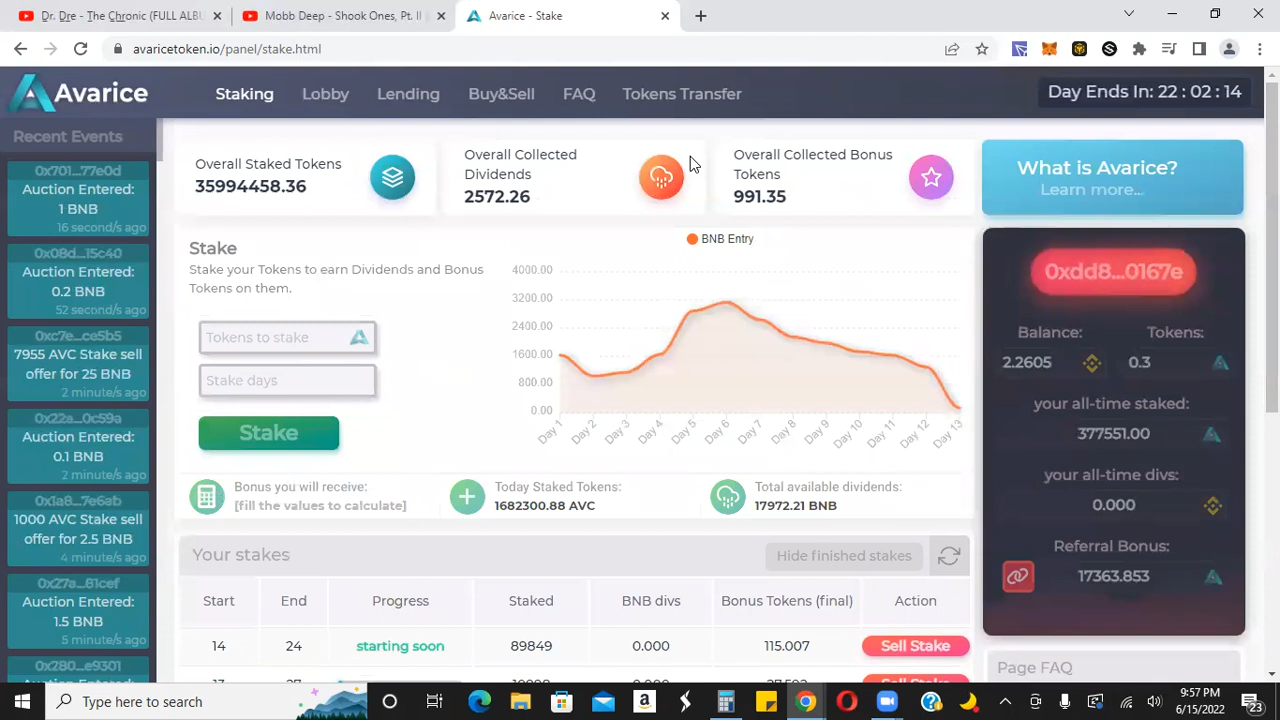 Dr. Dre - The Chronic (FULL ALBU
Mobb Deep - Shook Ones, Pt. II
Avarice - Stake
avaricetoken.io/panel/stake.html
Avarice
Staking
Lobby
Lending
Buy&Sell
FAQ
Tokens Transfer
Day Ends In: 22 : 02 : 14
Recent Events
0x701...77e0d
Auction Entered:
1 BNB
16 second/s ago
0x08d...15c40
Auction Entered:
0.2 BNB
52 second/s ago
0xc7e...ce5b5
7955 AVC Stake sell
offer for 25 BNB
2 minute/s ago
0x22a...0c59a
Auction Entered:
0.1 BNB
2 minute/s ago
0x1a8...7e6ab
1000 AVC Stake sell
offer for 2.5 BNB
4 minute/s ago
0x27a...81cef
Auction Entered:
1.5 BNB
5 minute/s ago
0x280...e9301
Overall Staked Tokens
35994458.36
Overall Collected
Dividends
2572.26
Overall Collected Bonus
Tokens
991.35
What is Avarice?
Learn more...
Stake
Stake your Tokens to earn Dividends and Bonus
Tokens on them.
Tokens to stake
Stake days
Stake
BNB Entry
4000.00
3200.00
2400.00
1600.00
800.00
0.00
Day 1
Day 2
Day 3
Day 4
Day 5
Day 6
Day 7
Day 8
Day 9
Day 10
Day 11
Day 12
Day 13
Bonus you will receive:
[fill the values to calculate]
Today Staked Tokens:
1682300.88 AVC
Total available dividends:
17972.21 BNB
0xdd8...0167e
Balance:
Tokens:
2.2605
0.3
your all-time staked:
377551.00
your all-time divs:
0.000
Referral Bonus:
17363.853
Page FAQ
Your stakes
Hide finished stakes
Start
End
Progress
Staked
BNB divs
Bonus Tokens (final)
Action
14
24
starting soon
89849
0.000
115.007
Sell Stake
Type here to search
9:57 PM
6/15/2022
23